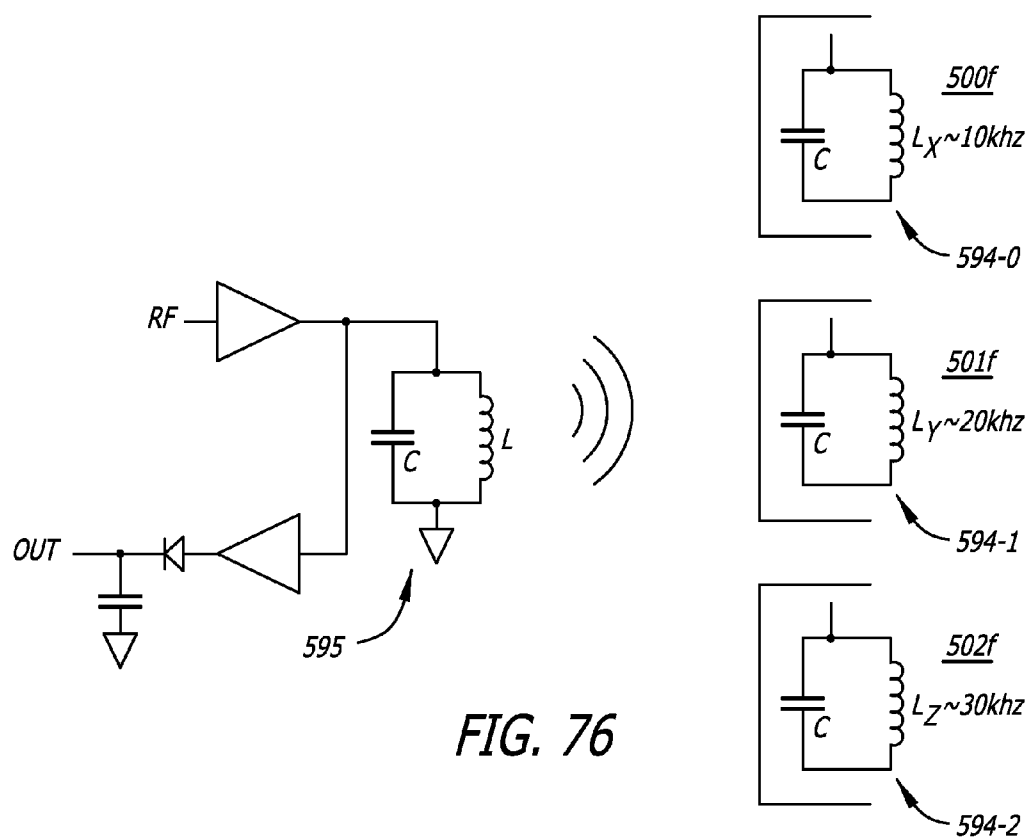 500f
C
LX~10khz
594-0
RF
C
L
501f
C
LY~20khz
594-1
OUT
595
502f
C
LZ~30khz
594-2
FIG. 76